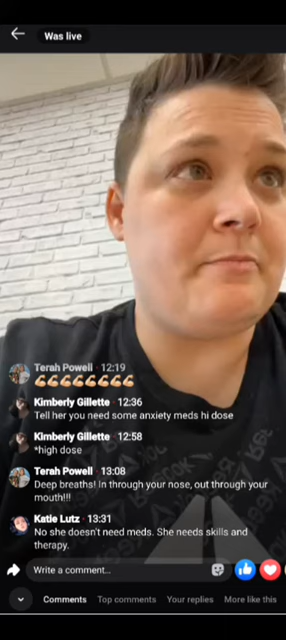 Was live
Terah Powell · 12:19
💪🏼💪🏼💪🏼💪🏼💪🏼💪🏼💪🏼💪🏼
Kimberly Gillette · 12:36
Tell her you need some anxiety meds hi dose
Kimberly Gillette · 12:58
*high dose
Terah Powell · 13:08
Deep breaths! In through your nose, out through your
mouth!!!
Katie Lutz · 13:31
No she doesn't need meds. She needs skills and
therapy.
Write a comment...
Comments Top comments Your replies More like this